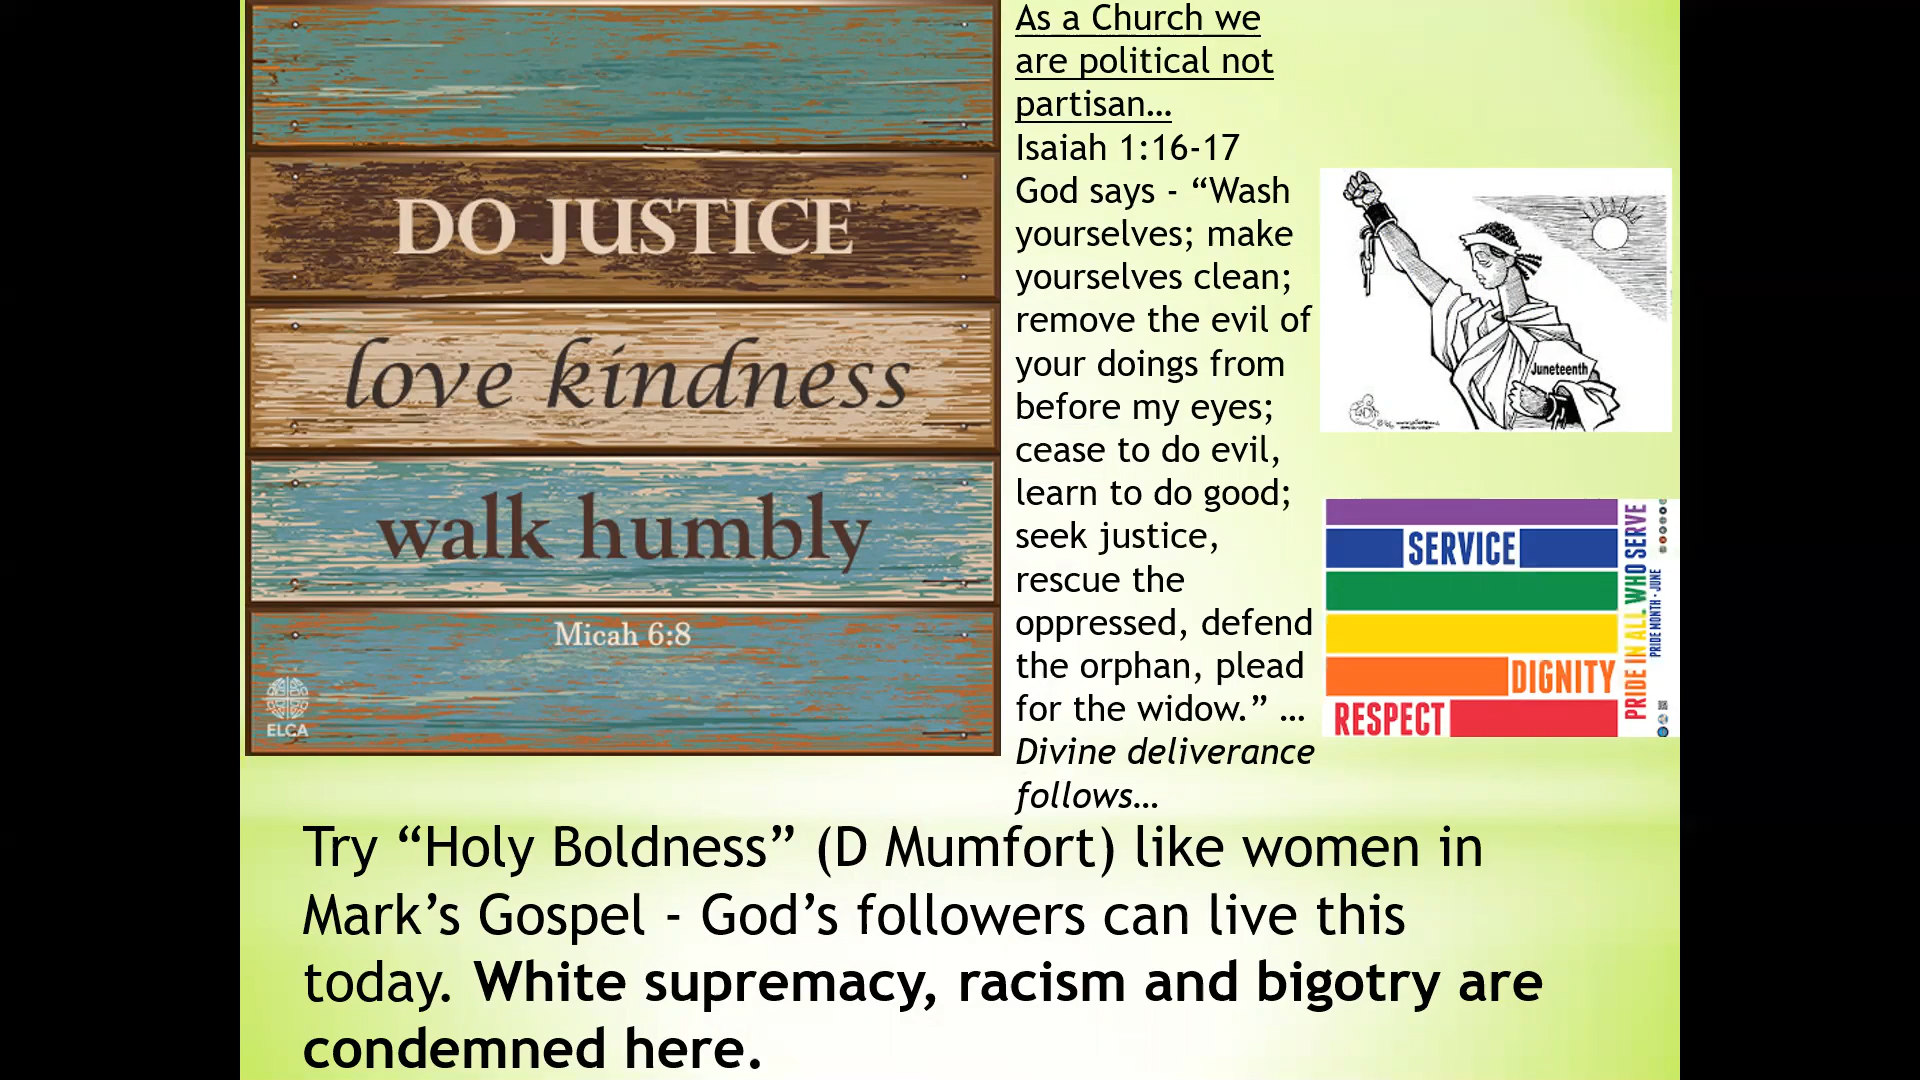 DO JUSTICE
love kindness
walk humbly
Micah 6:8
ELCA
As a Church we
are political not
partisan…
Isaiah 1:16-17
God says - “Wash
yourselves; make
yourselves clean;
remove the evil of
your doings from
before my eyes;
cease to do evil,
learn to do good;
seek justice,
rescue the
oppressed, defend
the orphan, plead
for the widow.” …
Divine deliverance
follows…
Juneteenth
SERVICE
DIGNITY
RESPECT
PRIDE IN ALL WHO SERVE
PRIDE MONTH - JUNE
Try “Holy Boldness” (D Mumfort) like women in
Mark’s Gospel - God’s followers can live this
today. White supremacy, racism and bigotry are
condemned here.